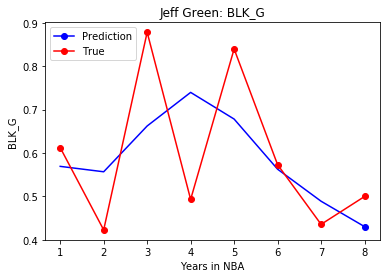 Jeff Green: BLK_G
0.9
Prediction
True
0.8
0.7
BLK_G
0.6
0.5
0.4
1 2 3 4 5 6 7 8
Years in NBA